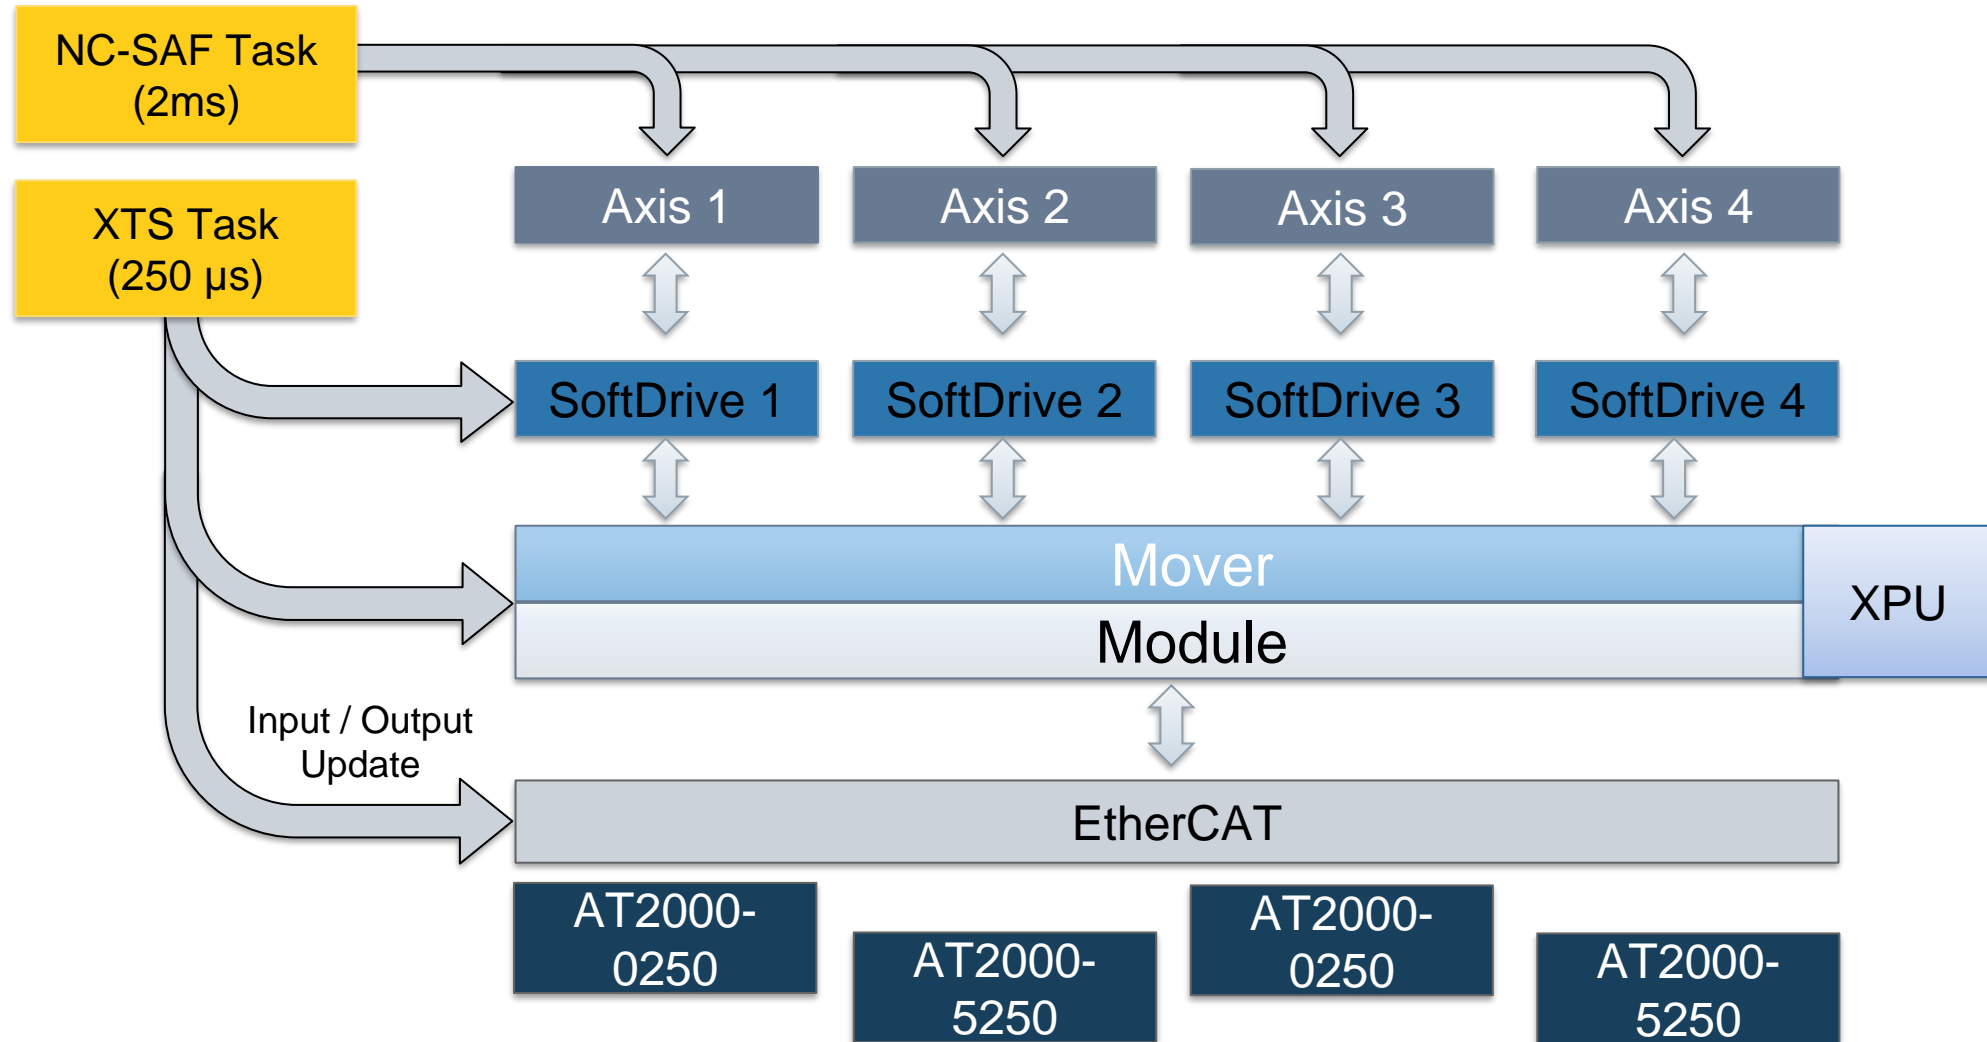 NC-SAF Task
(2ms)
Axis 1
Axis 2
Axis 3
Axis 4
XTS Task
(250 µs)
SoftDrive 1
SoftDrive 2
SoftDrive 3
SoftDrive 4
Mover
XPU
Module
Input / Output
Update
EtherCAT
AT2000-
0250
AT2000-
5250
AT2000-
0250
AT2000-
5250